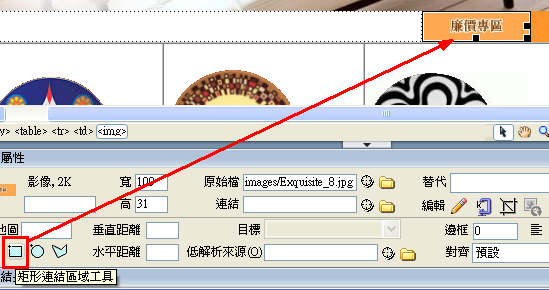 廉價專區
y> <table> <tr> <td> <img>
屬性
影像, 2K
寬 100
原始檔 images/Exquisite_8.jpg
替代
高 31
連結
編輯
地圖
垂直距離
目標
邊框 0
水平距離
低解析來源(O)
對齊 預設
矩形連結區域工具